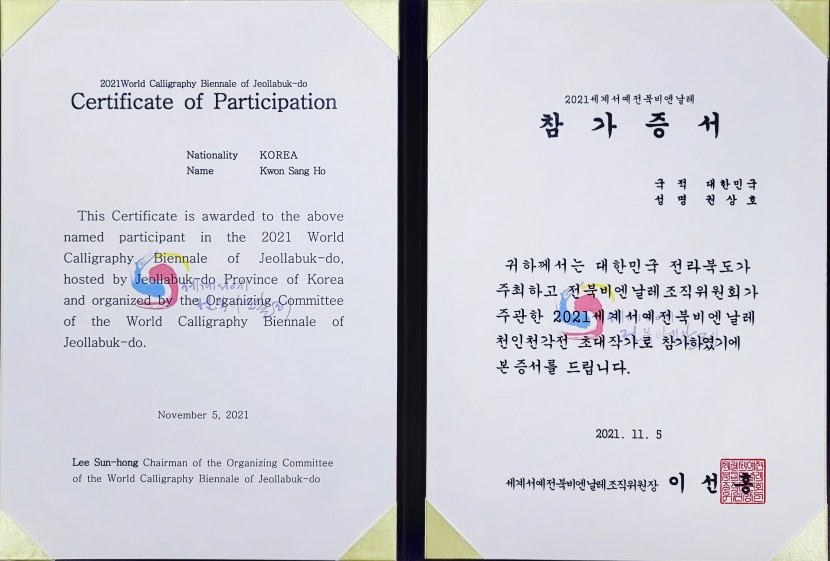 2021World Calligraphy Biennale of Jeollabuk-do
Certificate of Participation
Nationality KOREA
Name Kwon Sang Ho
This Certificate is awarded to the above
named participant in the 2021 World
Calligraphy Biennale of Jeollabuk-do,
hosted by Jeollabuk-do Province of Korea
and organized by the Organizing Committee
of the World Calligraphy Biennale of
Jeollabuk-do.
November 5, 2021
Lee Sun-hong Chairman of the Organizing Committee
of the World Calligraphy Biennale of Jeollabuk-do
2021세계서예전북비엔날레
참가증서
국적 대한민국
성명 권상호
귀하께서는 대한민국 전라북도가
주최하고 전북비엔날레조직위원회가
주관한 2021세계서예전북비엔날레
천인천각전 초대작가로 참가하였기에
본 증서를 드립니다.
2021. 11. 5
세계서예전북비엔날레조직위원장 이선홍